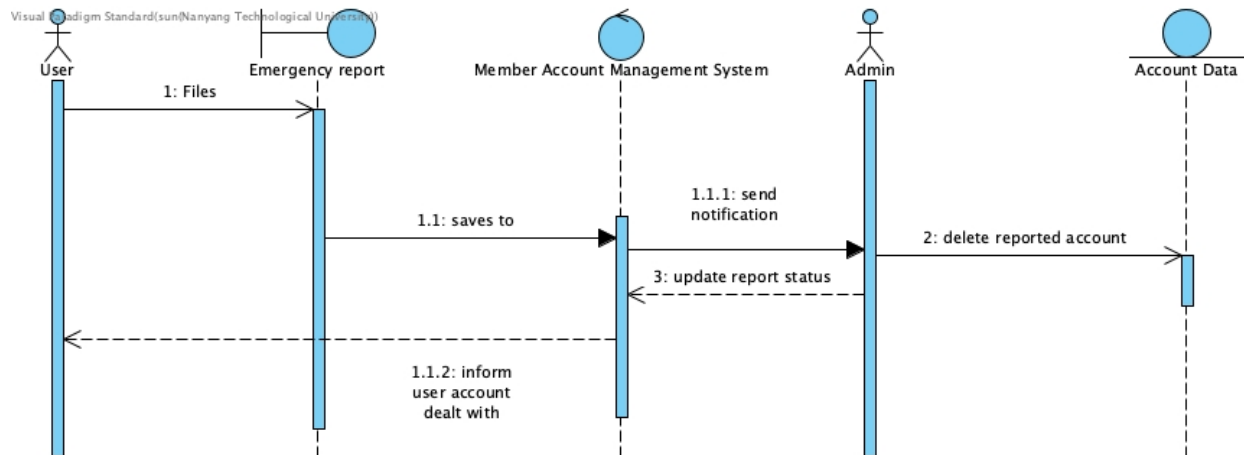 Visual Paradigm Standard(sun(Nanyang Technological University))
User
Emergency report
Member Account Management System
Admin
Account Data
1: Files
1.1.1: send
notification
1.1: saves to
2: delete reported account
3: update report status
1.1.2: inform
user account
dealt with